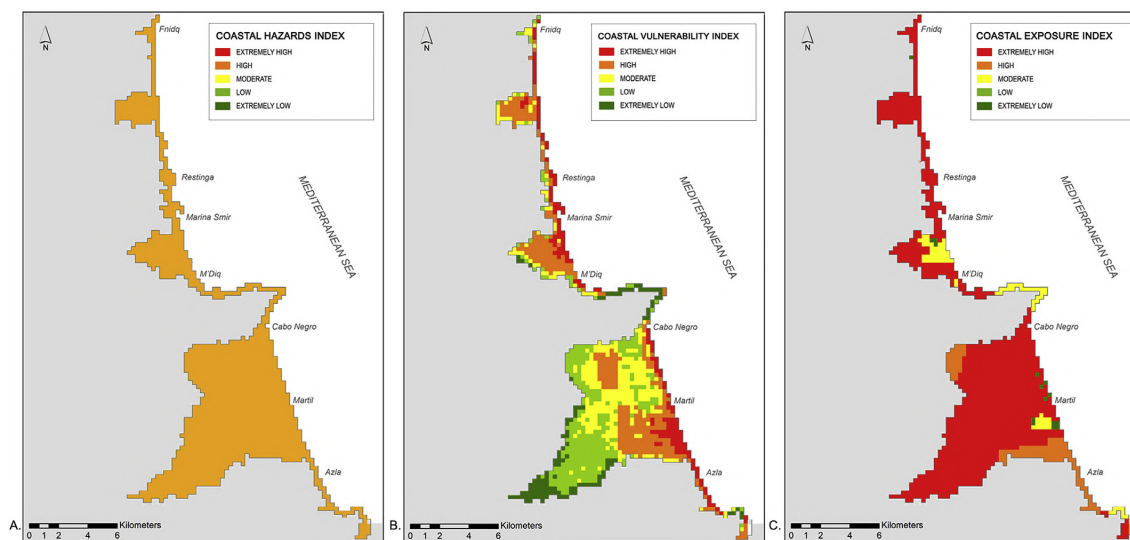 N
Fnidq
COASTAL HAZARDS INDEX
EXTREMELY HIGH
HIGH
MODERATE
LOW
EXTREMELY LOW
Restinga
Marina Smir
MEDITERRANEAN SEA
M'Diq
Cabo Negro
Martil
Azla
A.
Kilometers
0 1 2 4 6
N
Fnidq
COASTAL VULNERABILITY INDEX
EXTREMELY HIGH
HIGH
MODERATE
LOW
EXTREMELY LOW
Restinga
Marina Smir
MEDITERRANEAN SEA
M'Diq
Cabo Negro
Martil
Azla
B.
Kilometers
0 1 2 4 6
N
Fnidq
COASTAL EXPOSURE INDEX
EXTREMELY HIGH
HIGH
MODERATE
LOW
EXTREMELY LOW
Restinga
Marina Smir
MEDITERRANEAN SEA
M'Diq
Cabo Negro
Martil
Azla
C.
Kilometers
0 1 2 4 6